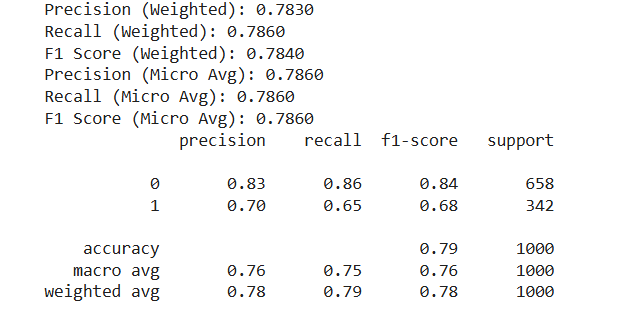 Precision (Weighted): 0.7830
Recall (Weighted): 0.7860
F1 Score (Weighted): 0.7840
Precision (Micro Avg): 0.7860
Recall (Micro Avg): 0.7860
F1 Score (Micro Avg): 0.7860
precision recall f1-score support
0 0.83 0.86 0.84 658
1 0.70 0.65 0.68 342
accuracy 0.79 1000
macro avg 0.76 0.75 0.76 1000
weighted avg 0.78 0.79 0.78 1000